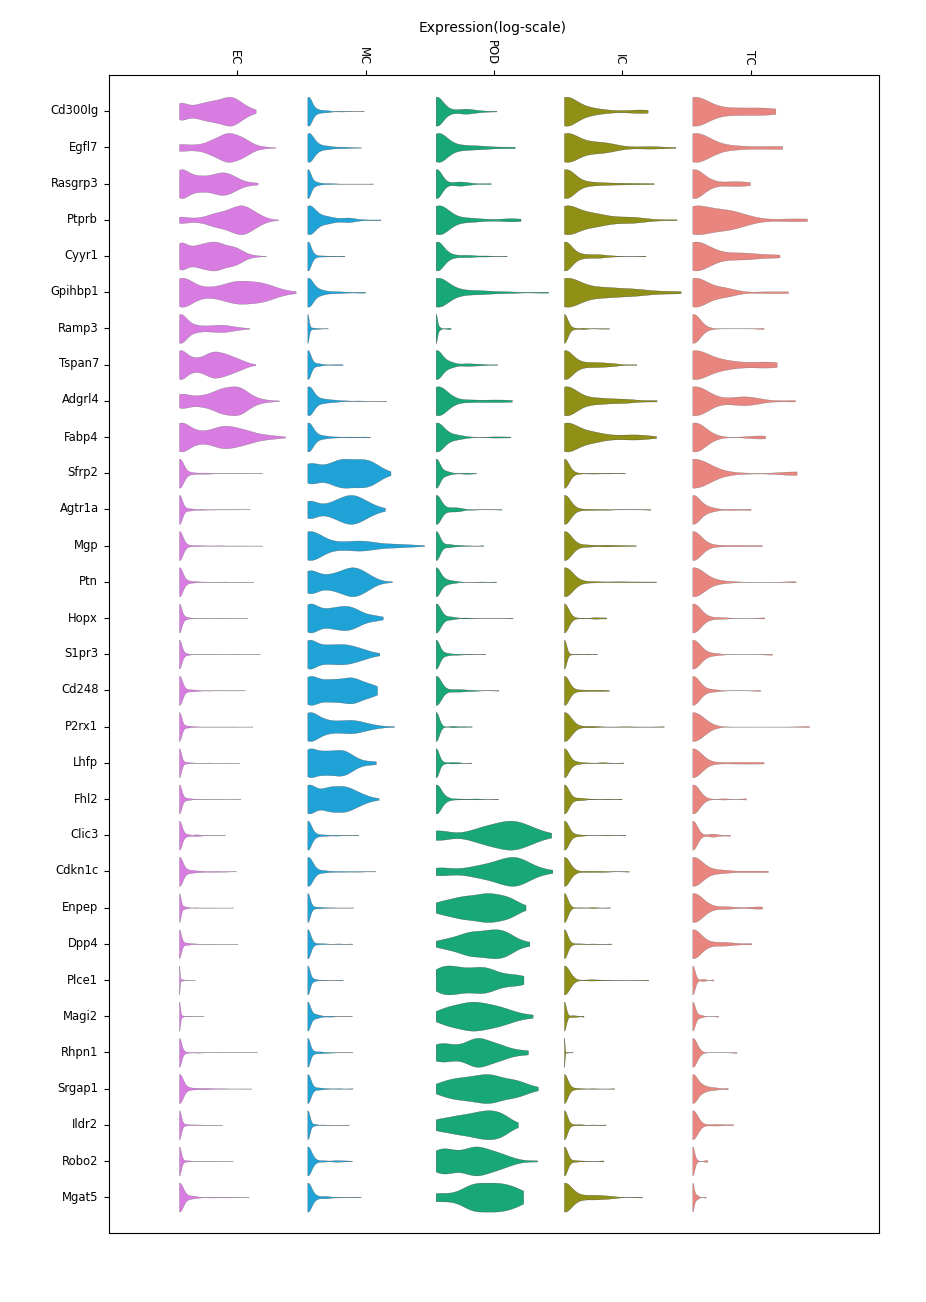 Expression(log-scale)
EC MC POD IC TC
Cd300lg
Egfl7
Rasgrp3
Ptprb
Cyyr1
Gpihbp1
Ramp3
Tspan7
Adgrl4
Fabp4
Sfrp2
Agtr1a
Mgp
Ptn
Hopx
S1pr3
Cd248
P2rx1
Lhfp
Fhl2
Clic3
Cdkn1c
Enpep
Dpp4
Plce1
Magi2
Rhpn1
Srgap1
Ildr2
Robo2
Mgat5